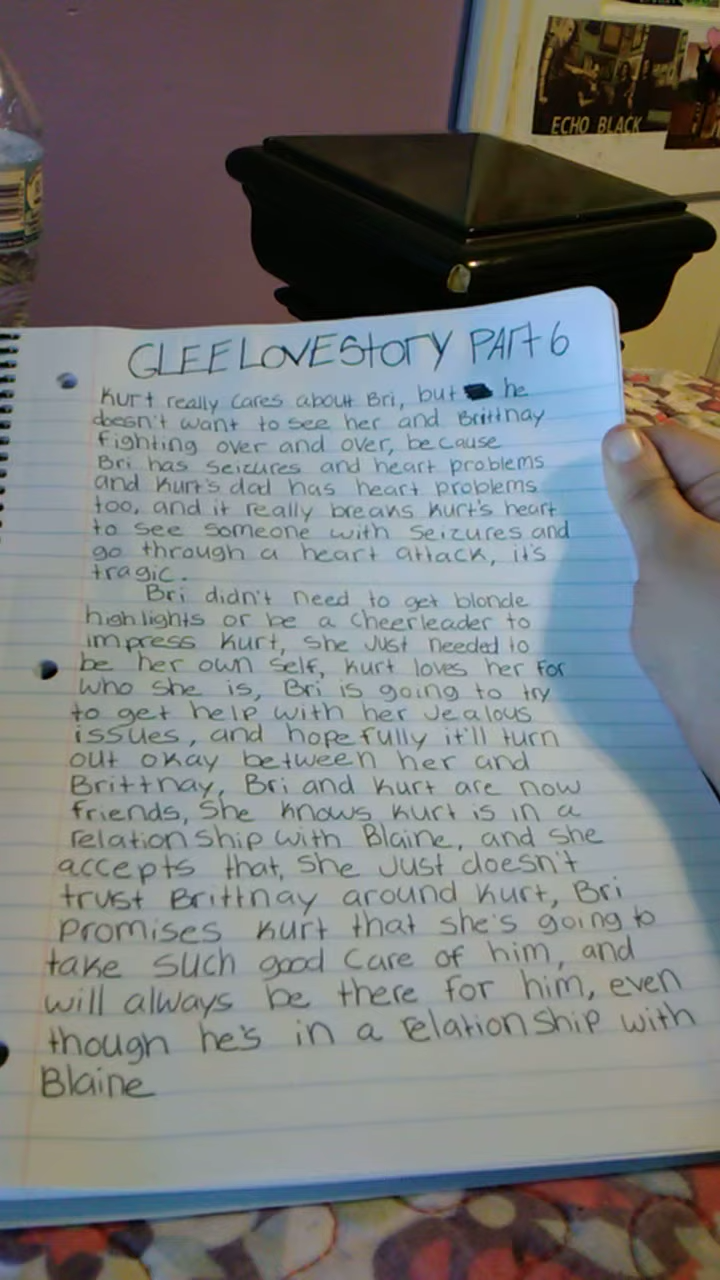 ECHO BLACK
GLEE LOVE Story PArt 6
Kurt really cares about Bri, but he
doesn't want to see her and Brittnay
fighting over and over, because
Bri has seizures and heart problems
and Kurt's dad has heart problems
too, and it really breaks Kurt's heart
to see someone with seizures and
go through a heart attack, it's
tragic.
Bri didn't need to get blonde
highlights or be a cheerleader to
impress Kurt, she just needed to
be her own self, Kurt loves her for
who she is, Bri is going to try
to get help with her Jealous
issues, and hopefully it'll turn
out okay between her and
Brittnay, Bri and Kurt are now
friends, She knows Kurt is in a
relationship with Blaine, and she
accepts that, She Just doesn't
trust Brittnay around Kurt, Bri
promises Kurt that she's going to
take such good care of him, and
will always be there for him, even
though he's in a relationship with
Blaine